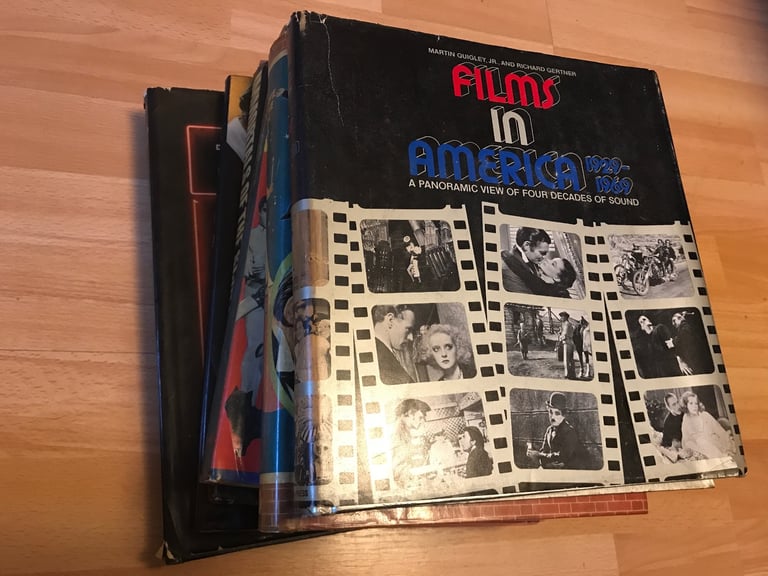 MARTIN QUIGLEY, JR., AND RICHARD GERTNER
FILMS
IN
AMERICA 1929-
1969
A PANORAMIC VIEW OF FOUR DECADES OF SOUND